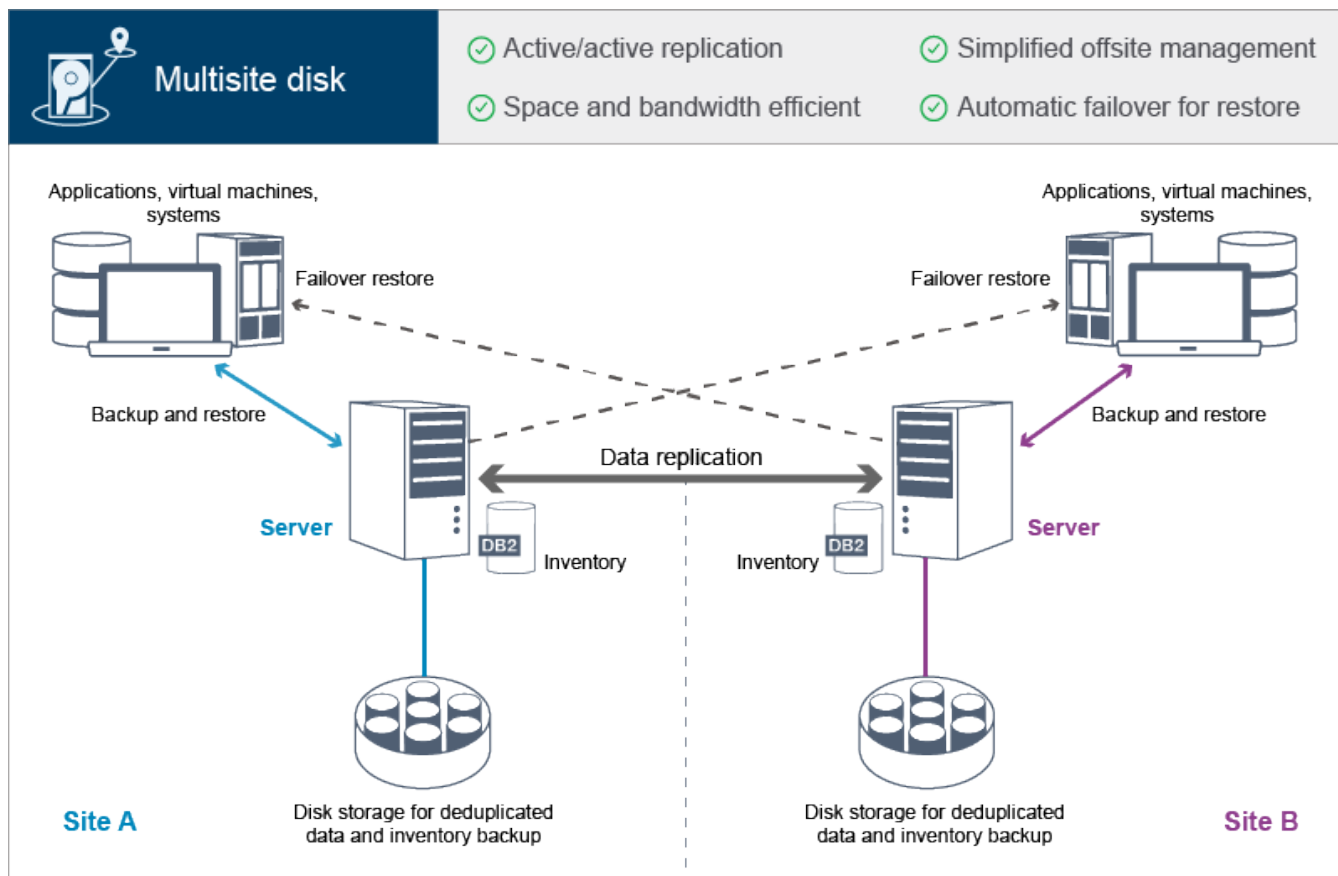 Multisite disk
Active/active replication
Simplified offsite management
Space and bandwidth efficient
Automatic failover for restore
Applications, virtual machines,
systems
Applications, virtual machines,
systems
Failover restore
Failover restore
Backup and restore
Backup and restore
Data replication
Server
Server
DB2
Inventory
Inventory
DB2
Disk storage for deduplicated
data and inventory backup
Disk storage for deduplicated
data and inventory backup
Site A
Site B